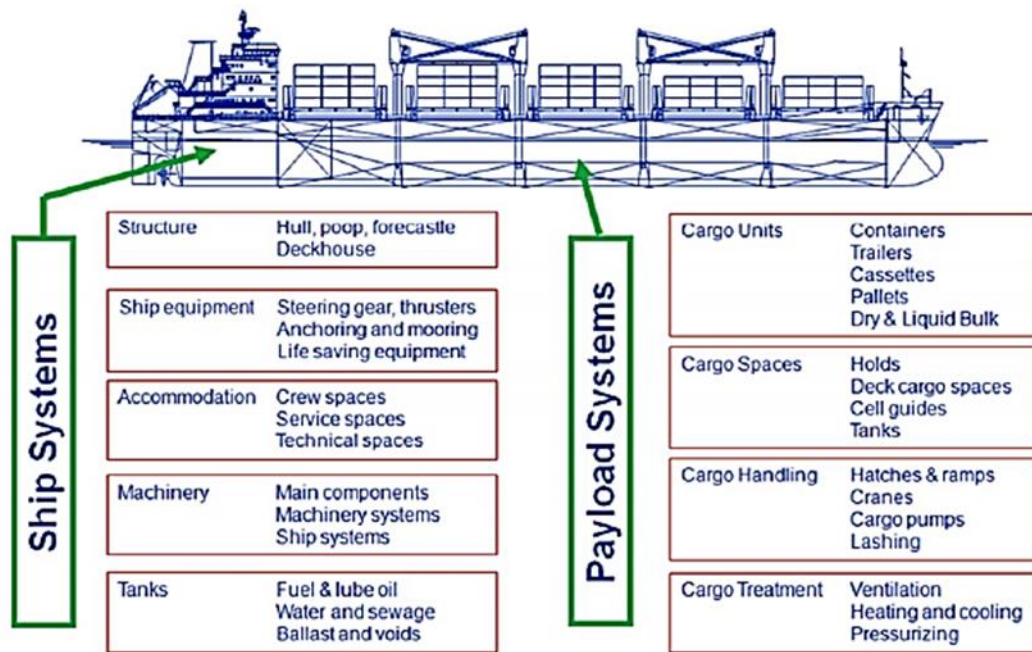 Ship Systems
Structure Hull, poop, forecastle
Deckhouse
Ship equipment Steering gear, thrusters
Anchoring and mooring
Life saving equipment
Accommodation Crew spaces
Service spaces
Technical spaces
Machinery Main components
Machinery systems
Ship systems
Tanks Fuel & lube oil
Water and sewage
Ballast and voids
Payload Systems
Cargo Units Containers
Trailers
Cassettes
Pallets
Dry & Liquid Bulk
Cargo Spaces Holds
Deck cargo spaces
Cell guides
Tanks
Cargo Handling Hatches & ramps
Cranes
Cargo pumps
Lashing
Cargo Treatment Ventilation
Heating and cooling
Pressurizing